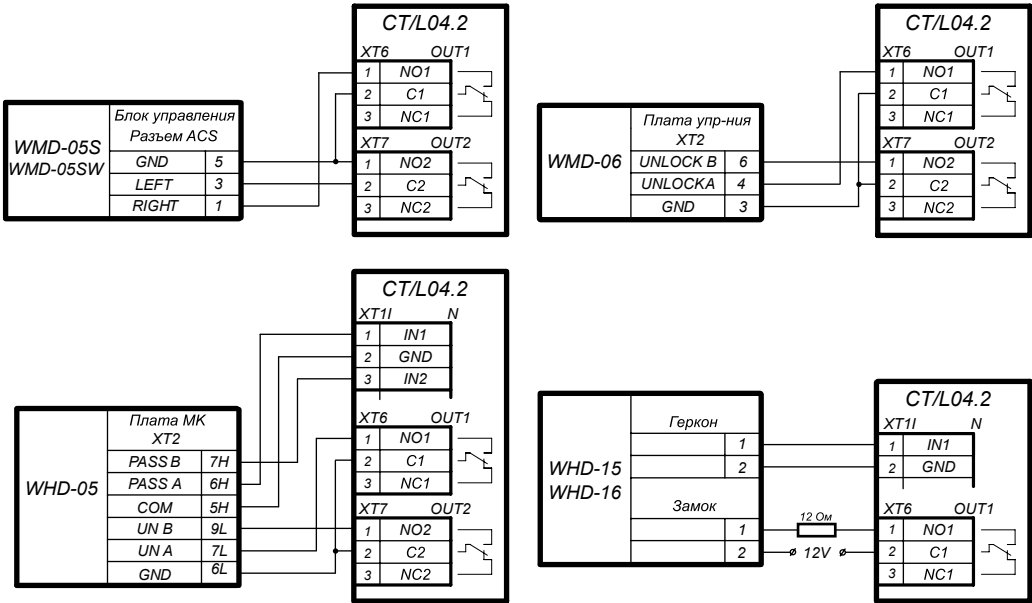 CT/L04.2
XT6 OUT1
1 NO1
2 C1
3 NC1
XT7 OUT2
1 NO2
2 C2
3 NC2
WMD-05S
WMD-05SW
Блок управления
Разъем ACS
GND 5
LEFT 3
RIGHT 1
CT/L04.2
XT6 OUT1
1 NO1
2 C1
3 NC1
XT7 OUT2
1 NO2
2 C2
3 NC2
WMD-06
Плата упр-ния
XT2
UNLOCK B 6
UNLOCKA 4
GND 3
CT/L04.2
XT1I N
1 IN1
2 GND
3 IN2
XT6 OUT1
1 NO1
2 C1
3 NC1
XT7 OUT2
1 NO2
2 C2
3 NC2
WHD-05
Плата МК
XT2
PASS B 7H
PASS A 6H
COM 5H
UN B 9L
UN A 7L
GND 6L
WHD-15
WHD-16
Геркон
1
2
Замок
1
2
12 Ом
12V
CT/L04.2
XT1I N
1 IN1
2 GND
XT6 OUT1
1 NO1
2 C1
3 NC1